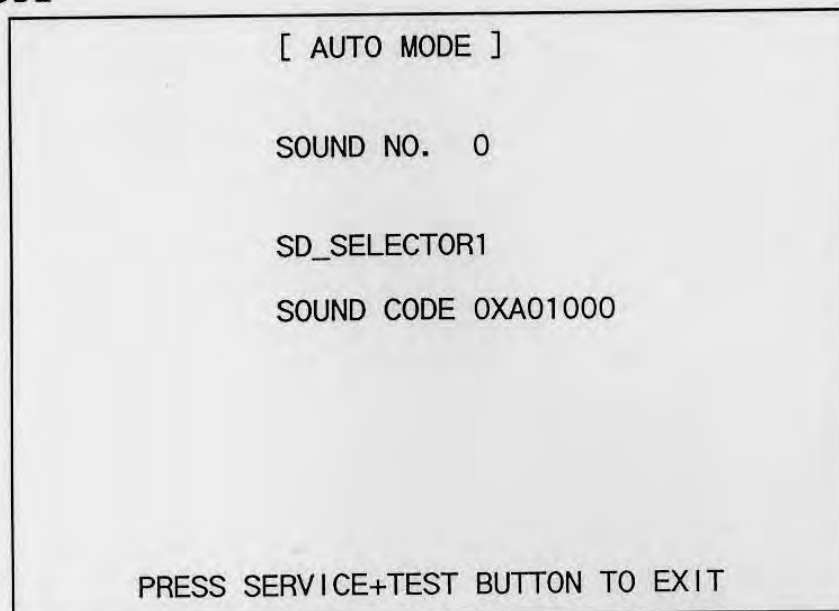 [ AUTO MODE ]
SOUND NO. 0
SD_SELECTOR1
SOUND CODE 0XA01000
PRESS SERVICE+TEST BUTTON TO EXIT